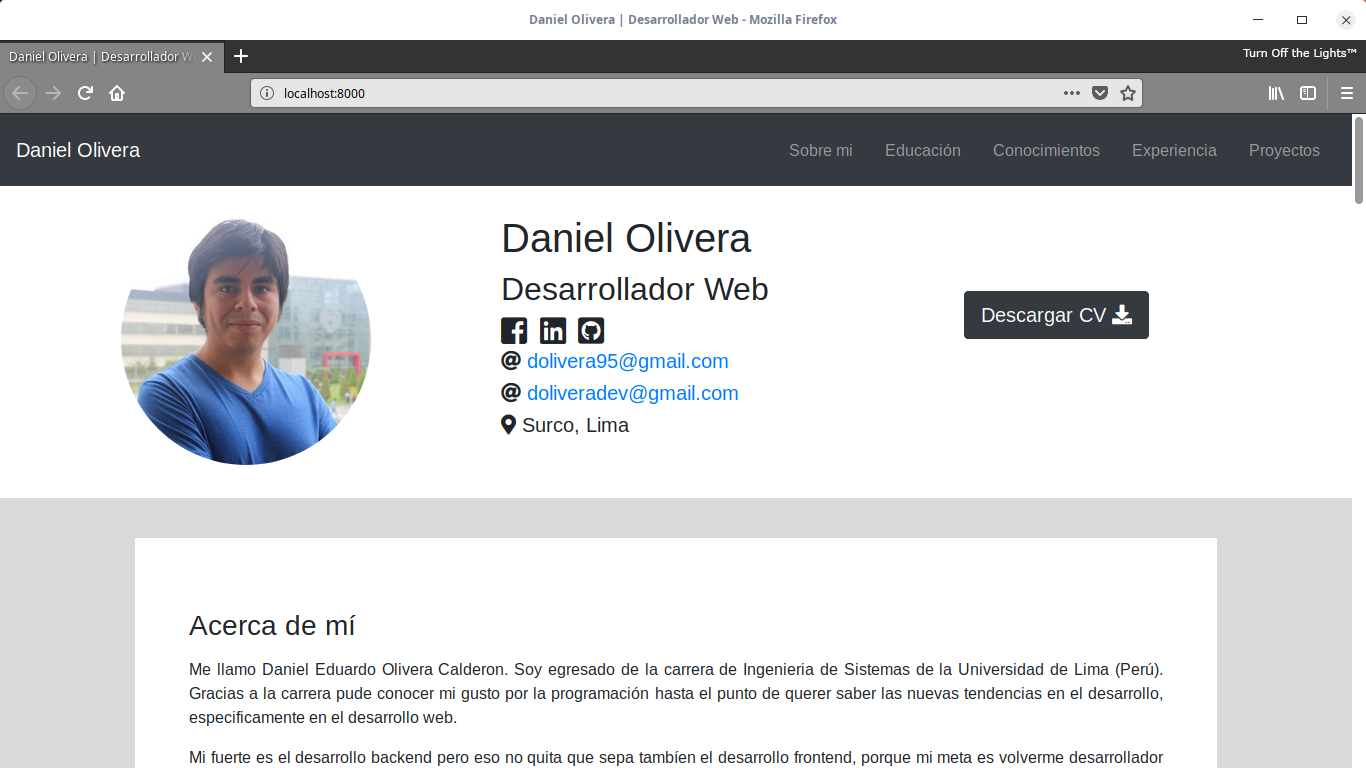 Daniel Olivera | Desarrollador Web - Mozilla Firefox
Daniel Olivera | Desarrollador W
Turn Off the Lights™
localhost:8000
Daniel Olivera
Sobre mi
Educación
Conocimientos
Experiencia
Proyectos
Daniel Olivera
Desarrollador Web
Descargar CV
dolivera95@gmail.com
doliveradev@gmail.com
Surco, Lima
Acerca de mí
Me llamo Daniel Eduardo Olivera Calderon. Soy egresado de la carrera de Ingenieria de Sistemas de la Universidad de Lima (Perú).
Gracias a la carrera pude conocer mi gusto por la programación hasta el punto de querer saber las nuevas tendencias en el desarrollo,
especificamente en el desarrollo web.
Mi fuerte es el desarrollo backend pero eso no quita que sepa tambíen el desarrollo frontend, porque mi meta es volverme desarrollador